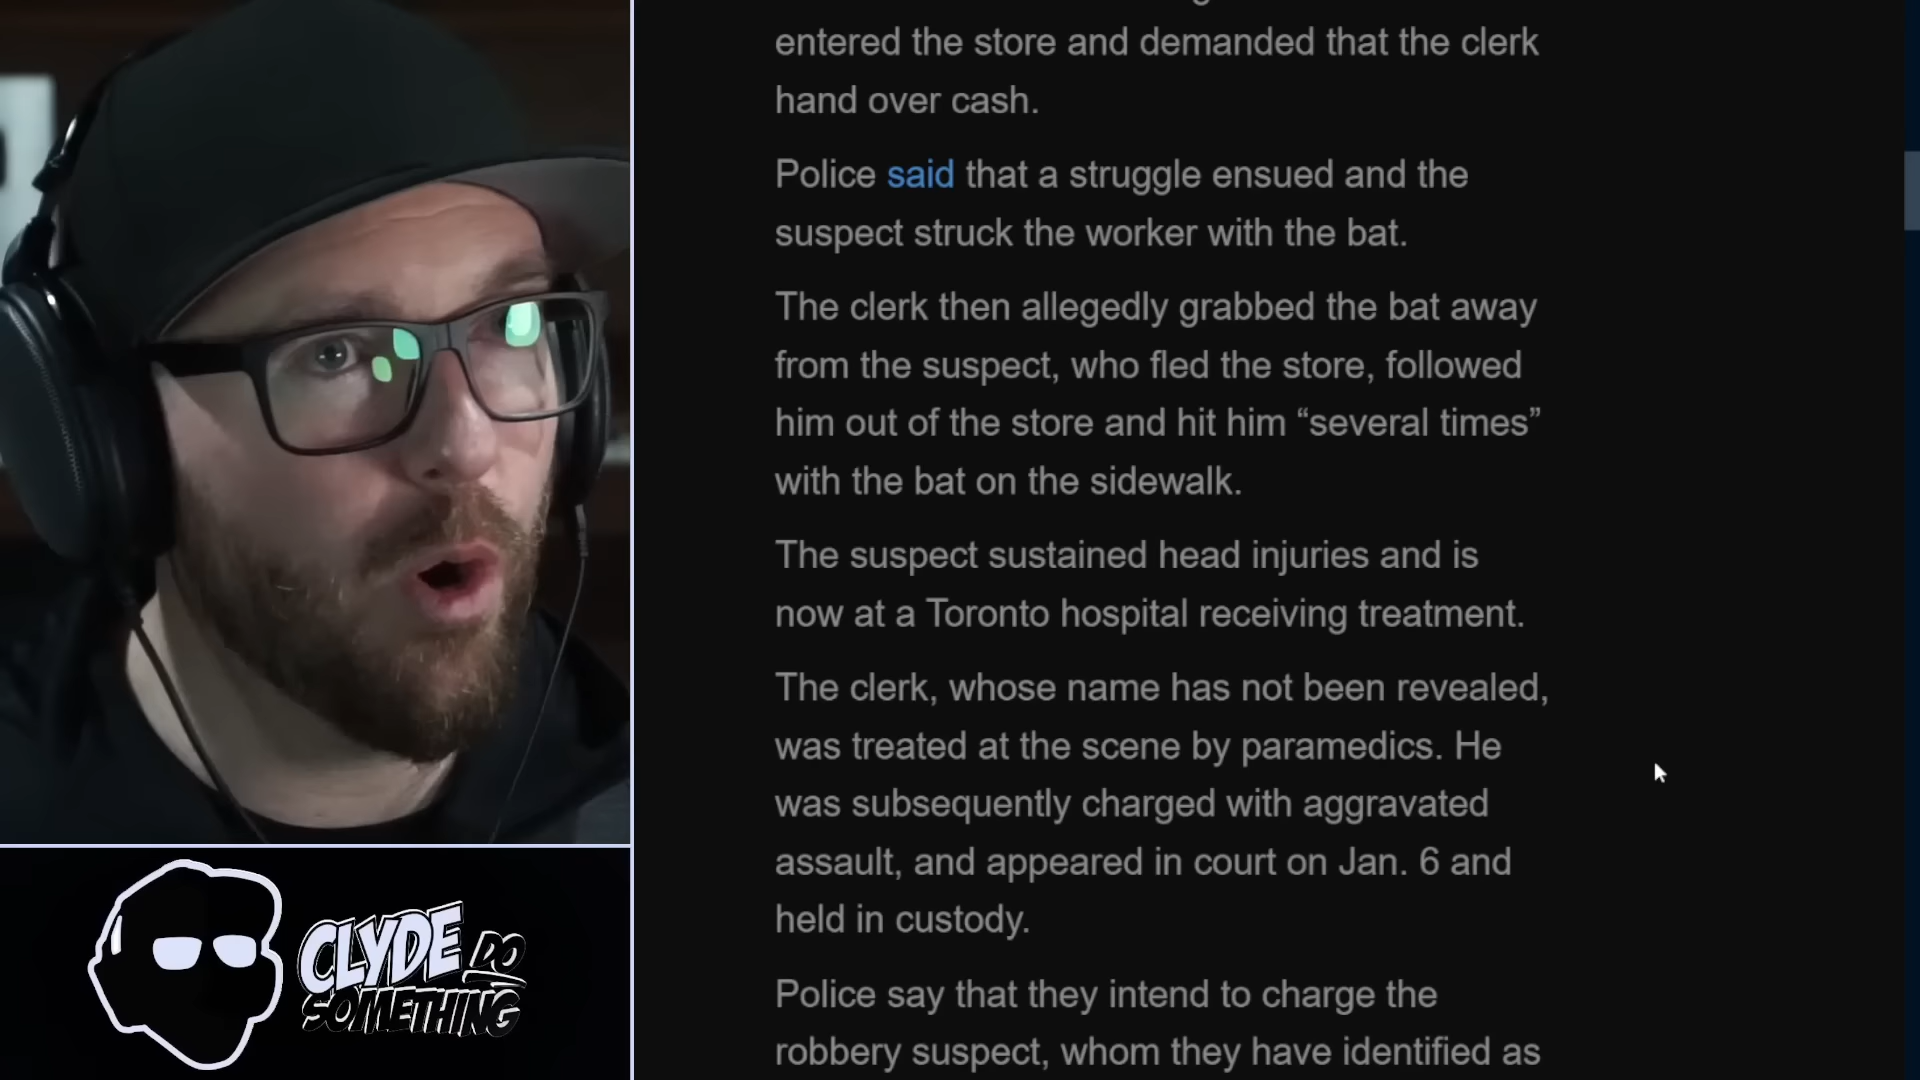 entered the store and demanded that the clerk
hand over cash.
Police said that a struggle ensued and the
suspect struck the worker with the bat.
The clerk then allegedly grabbed the bat away
from the suspect, who fled the store, followed
him out of the store and hit him “several times”
with the bat on the sidewalk.
The suspect sustained head injuries and is
now at a Toronto hospital receiving treatment.
The clerk, whose name has not been revealed,
was treated at the scene by paramedics. He
was subsequently charged with aggravated
assault, and appeared in court on Jan. 6 and
held in custody.
Police say that they intend to charge the
robbery suspect, whom they have identified as
CLYDE DO
SOMETHING